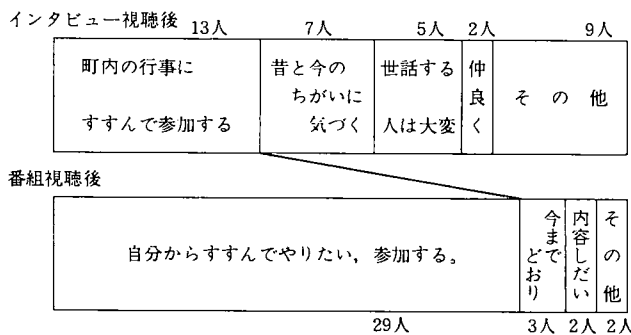 インタビュー視聴後
13人 7人 5人 2人 9人
町内の行事に
すすんで参加する
昔と今の
ちがいに
気づく
世話する
人は大変
仲良く
その他
番組視聴後
自分からすすんでやりたい,参加する。
今まで
どおり
内容しだい
その他
29人 3人 2人 2人